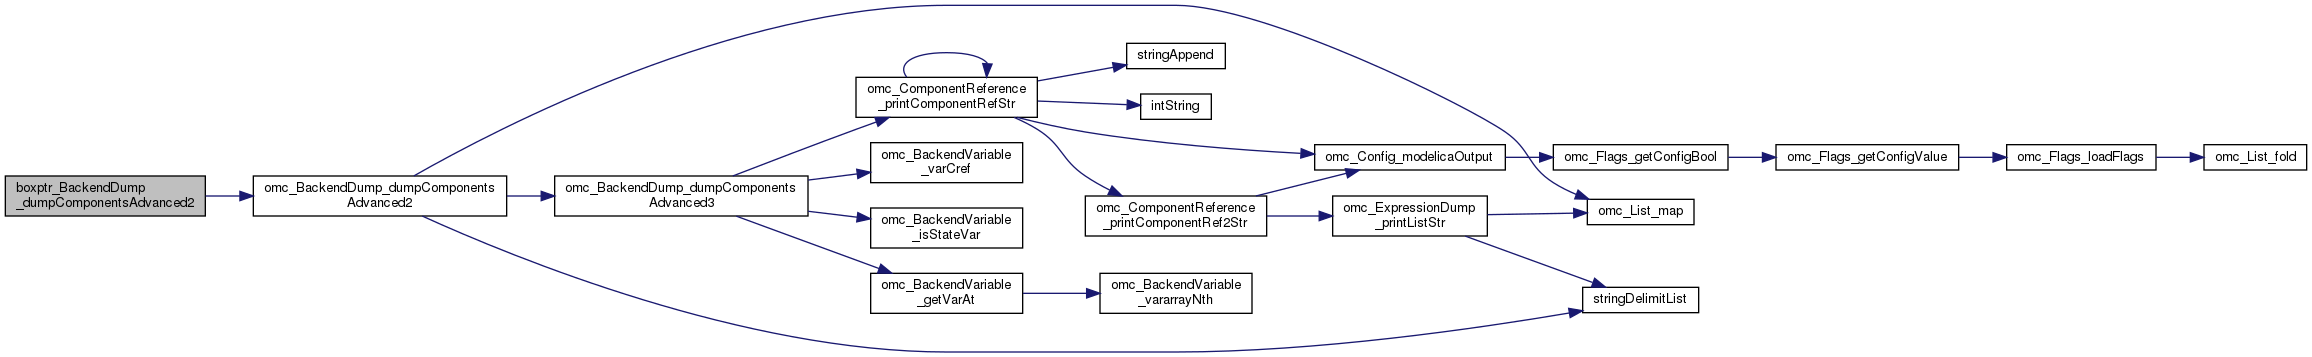 boxptr_BackendDump
_dumpComponentsAdvanced2
omc_BackendDump_dumpComponents
Advanced2
omc_BackendDump_dumpComponents
Advanced3
omc_ComponentReference
_printComponentRefStr
omc_BackendVariable
_varCref
omc_BackendVariable
_isStateVar
omc_BackendVariable
_getVarAt
stringAppend
intString
omc_ComponentReference
_printComponentRef2Str
omc_BackendVariable
_vararrayNth
omc_Config_modelicaOutput
omc_ExpressionDump
_printListStr
omc_Flags_getConfigBool
omc_List_map
stringDelimitList
omc_Flags_getConfigValue
omc_Flags_loadFlags
omc_List_fold